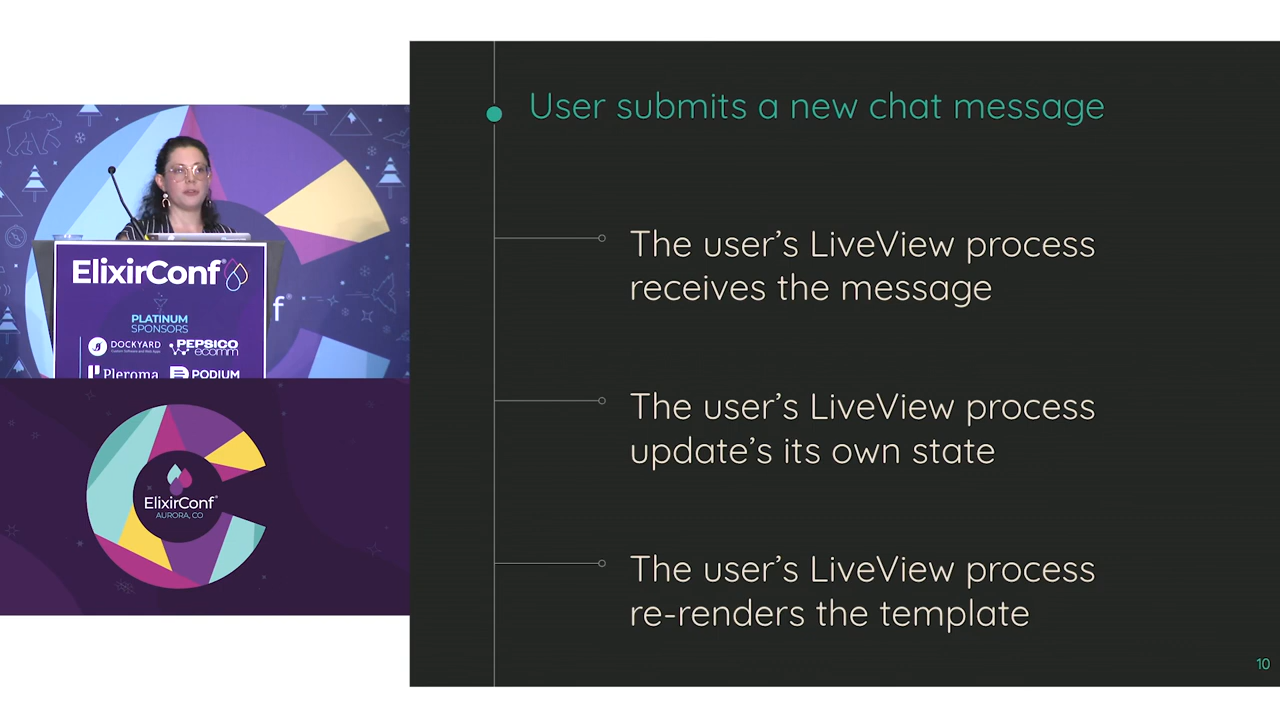 User submits a new chat message
The user's LiveView process
receives the message
The user's LiveView process
update's its own state
The user's LiveView process
re-renders the template
10
ElixirConf
f
PLATINUM
SPONSORS
DOCKYARD
PEPSICO
ecomm
Pleroma
PODIUM
ElixirConf
AURORA, CO